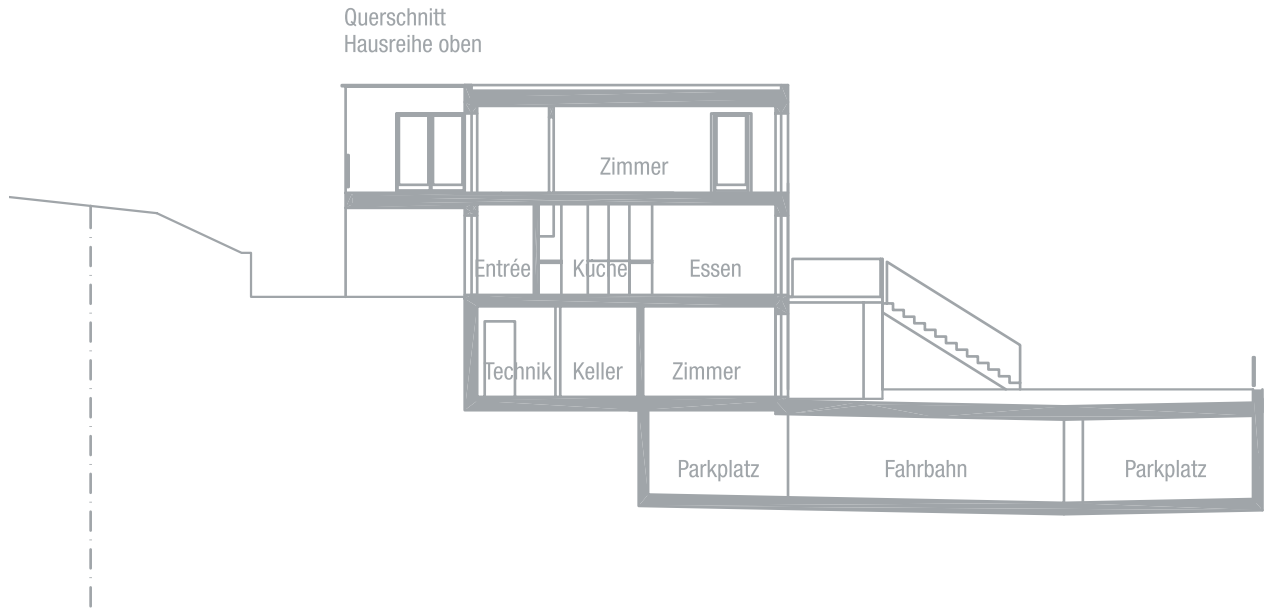 Querschnitt
Hausreihe oben
Zimmer
Entrée Küche Essen
Technik Keller Zimmer
Parkplatz Fahrbahn Parkplatz